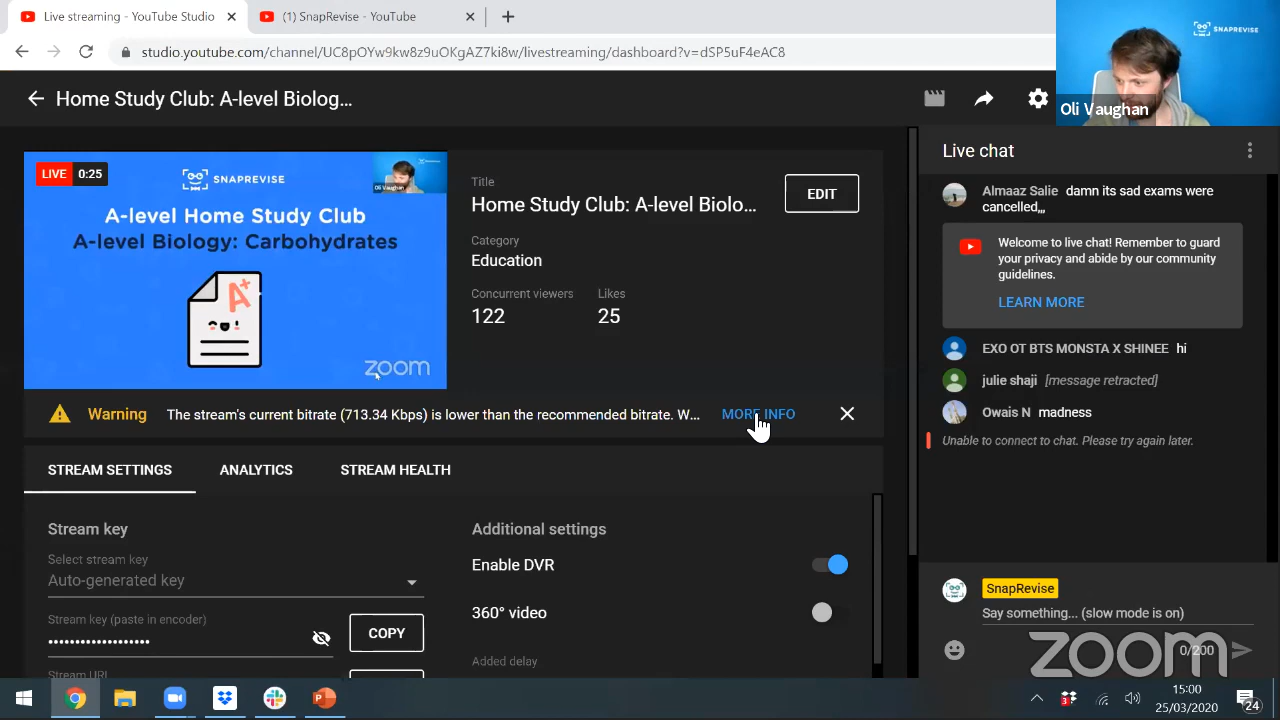 Live streaming - YouTube Studio
(1) SnapRevise - YouTube
studio.youtube.com/channel/UC8pOYw9kw8z9uOKgAZ7ki8w/livestreaming/dashboard?v=dSP5uF4eAC8
SNAPREVISE
Oli Vaughan
Home Study Club: A-level Biolog...
LIVE 0:25
SNAPREVISE
Oli Vaughan
A-level Home Study Club
A-level Biology: Carbohydrates
A+
zoom
Title
Home Study Club: A-level Biolo...
EDIT
Category
Education
Concurrent viewers
122
Likes
25
Warning The stream's current bitrate (713.34 Kbps) is lower than the recommended bitrate. W... MORE INFO
STREAM SETTINGS
ANALYTICS
STREAM HEALTH
Stream key
Select stream key
Auto-generated key
Stream key (paste in encoder)
••••••••••••••••••
COPY
Stream URL
Additional settings
Enable DVR
360° video
Added delay
Live chat
Almaaz Salie damn its sad exams were
cancelled,,,
Welcome to live chat! Remember to guard
your privacy and abide by our community
guidelines.
LEARN MORE
EXO OT BTS MONSTA X SHINEE hi
julie shaji [message retracted]
Owais N madness
Unable to connect to chat. Please try again later.
SnapRevise
Say something... (slow mode is on)
0/200
zoom
3
15:00
25/03/2020
24